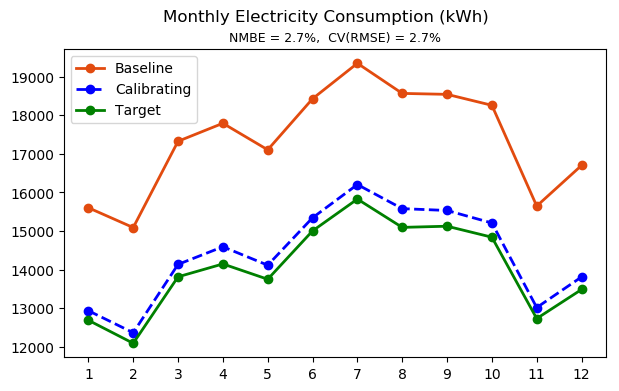 Monthly Electricity Consumption (kWh)
NMBE = 2.7%,  CV(RMSE) = 2.7%
Baseline
Calibrating
Target
19000
18000
17000
16000
15000
14000
13000
12000
1 2 3 4 5 6 7 8 9 10 11 12